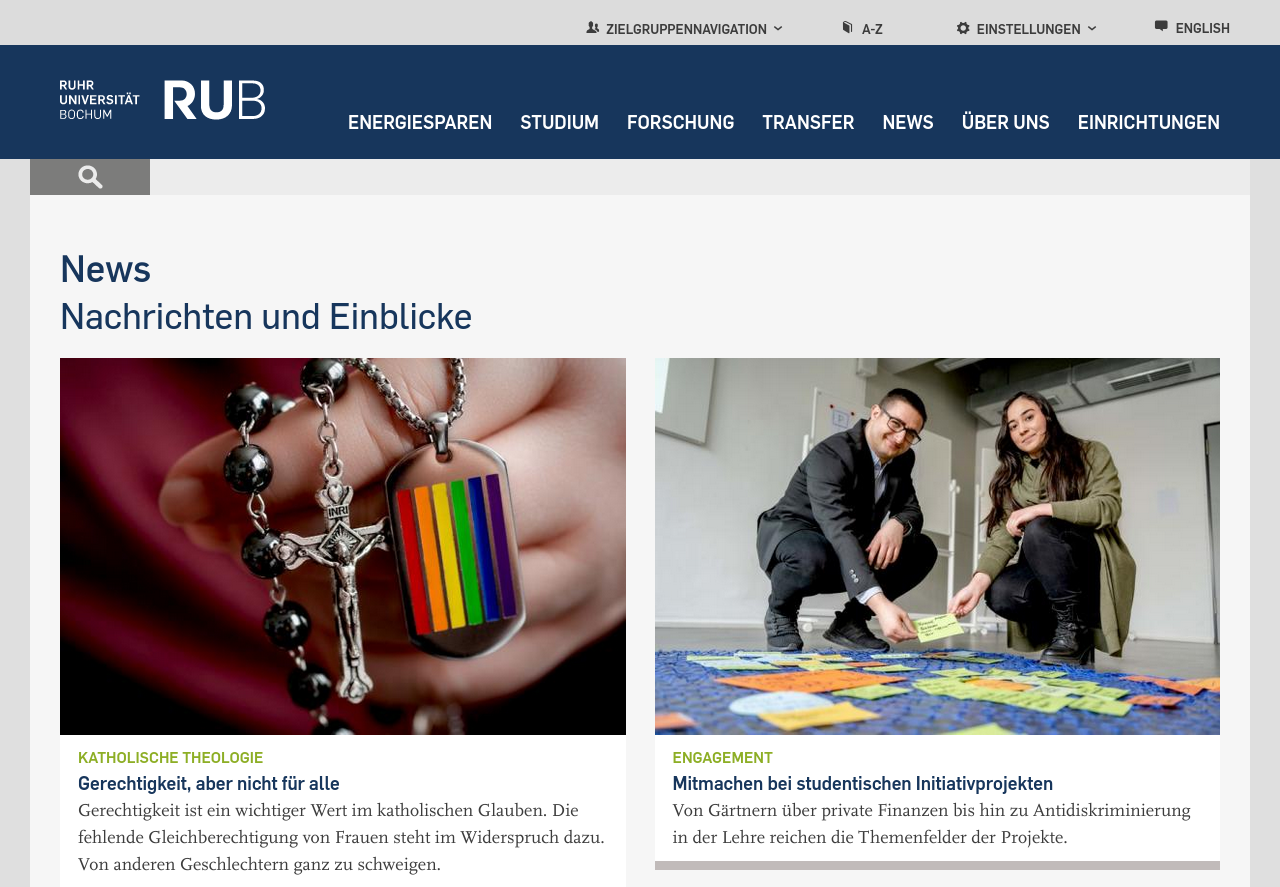 ZIELGRUPPENNAVIGATION
A-Z
EINSTELLUNGEN
ENGLISH
RUHR
UNIVERSITÄT
BOCHUM
RUB
ENERGIESPAREN STUDIUM FORSCHUNG TRANSFER NEWS ÜBER UNS EINRICHTUNGEN
News
Nachrichten und Einblicke
INRI
P
KATHOLISCHE THEOLOGIE
Gerechtigkeit, aber nicht für alle
Gerechtigkeit ist ein wichtiger Wert im katholischen Glauben. Die
fehlende Gleichberechtigung von Frauen steht im Widerspruch dazu.
Von anderen Geschlechtern ganz zu schweigen.
ENGAGEMENT
Mitmachen bei studentischen Initiativprojekten
Von Gärtnern über private Finanzen bis hin zu Antidiskriminierung
in der Lehre reichen die Themenfelder der Projekte.